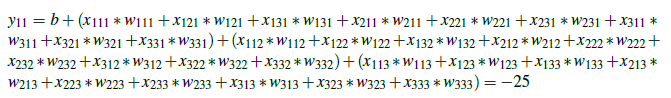 y11 = b + (x111 * w111 + x121 * w121 + x131 * w131 + x211 * w211 + x221 * w221 + x231 * w231 + x311 *
w311 + x321 * w321 + x331 * w331) + (x112 * w112 + x122 * w122 + x132 * w132 + x212 * w212 + x222 * w222 +
x232 * w232 + x312 * w312 + x322 * w322 + x332 * w332) + (x113 * w113 + x123 * w123 + x133 * w133 + x213 *
w213 + x223 * w223 + x233 * w233 + x313 * w313 + x323 * w323 + x333 * w333) = −25